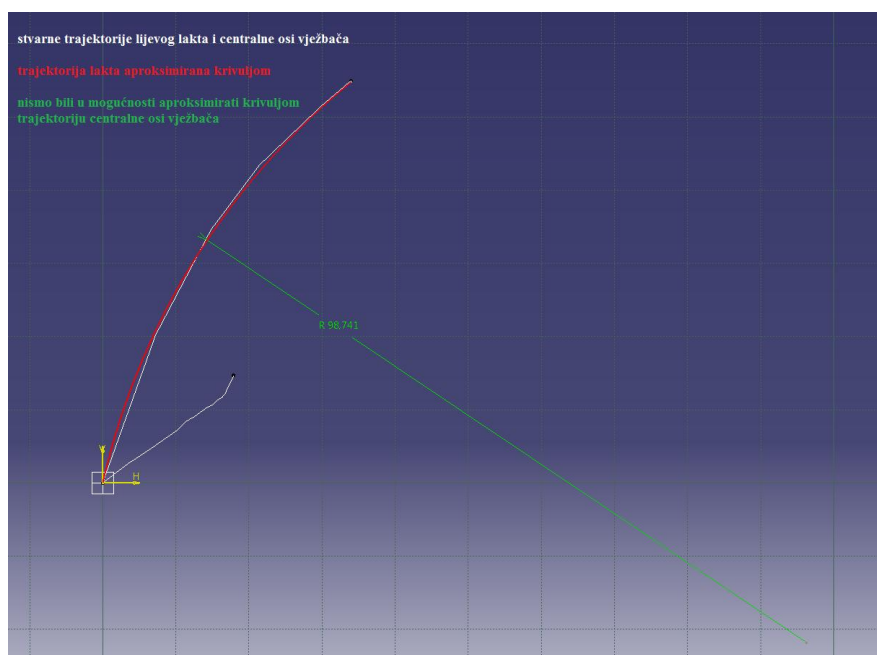 stvarne trajektorije lijevog lakta i centralne osi vježbača
trajektorija lakta aproksimirana krivuljom
nismo bili u mogućnosti aproksimirati krivuljom
trajektoriju centralne osi vježbača
R 98,741
V
H